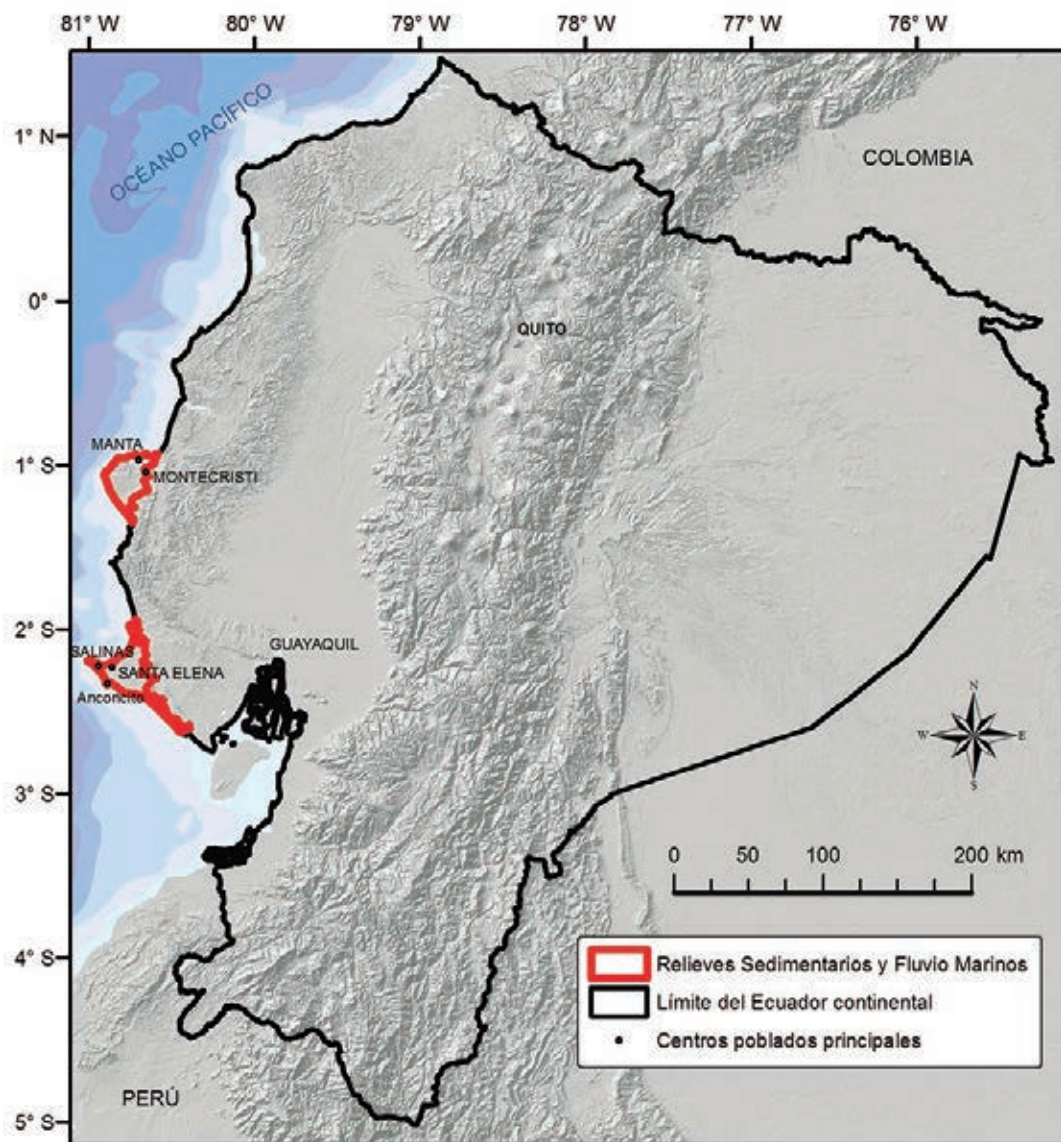 81° W
80° W
79° W
78° W
77° W
76° W
1° N
0°
1° S
2° S
3° S
4° S
5° S
OCÉANO PACÍFICO
COLOMBIA
QUITO
MANTA
MONTECRISTI
GUAYAQUIL
SALINAS
SANTA ELENA
Anconcito
N
W
E
S
0 50 100 200 km
Relieves Sedimentarios y Fluvio Marinos
Límite del Ecuador continental
Centros poblados principales
PERÚ